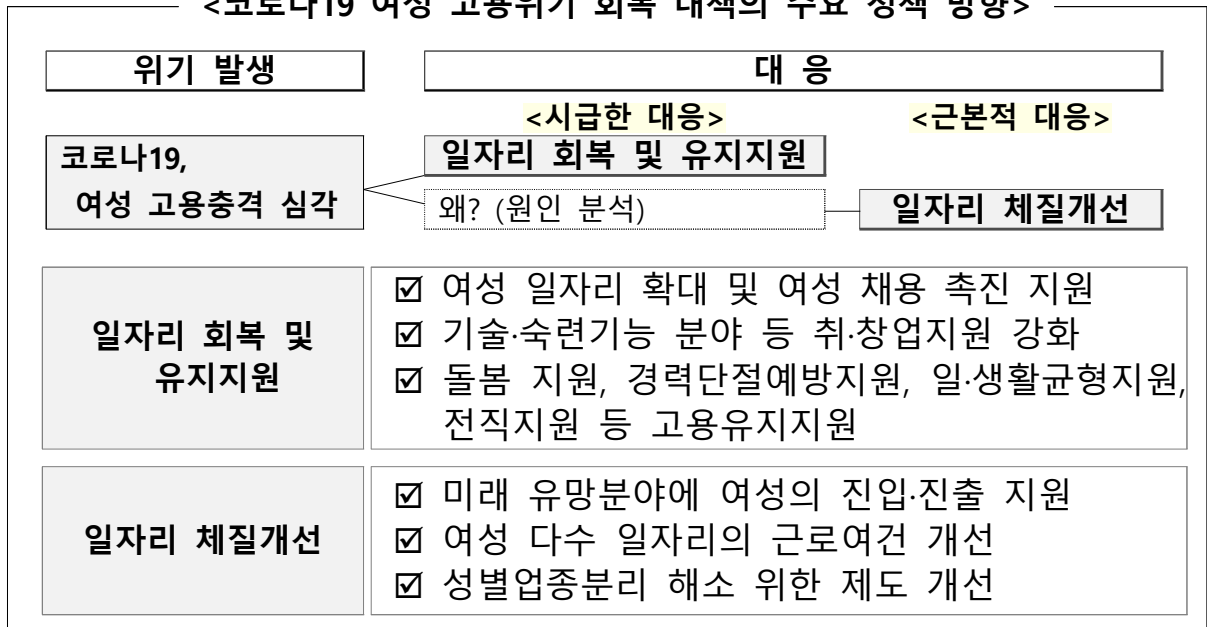 <코로나19 여성 고용위기 회복 대책의 주요 정책 방향>
위기 발생
대 응
<시급한 대응>
<근본적 대응>
코로나19,
여성 고용충격 심각
일자리 회복 및 유지지원
왜? (원인 분석)
일자리 체질개선
일자리 회복 및
유지지원
☑ 여성 일자리 확대 및 여성 채용 촉진 지원
☑ 기술·숙련기능 분야 등 취·창업지원 강화
☑ 돌봄 지원, 경력단절예방지원, 일·생활균형지원,
전직지원 등 고용유지지원
일자리 체질개선
☑ 미래 유망분야에 여성의 진입·진출 지원
☑ 여성 다수 일자리의 근로여건 개선
☑ 성별업종분리 해소 위한 제도 개선